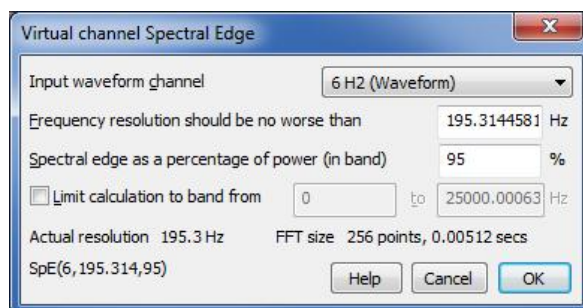 Virtual channel Spectral Edge
Input waveform channel 6 H2 (Waveform)
Frequency resolution should be no worse than 195.3144581 Hz
Spectral edge as a percentage of power (in band) 95 %
Limit calculation to band from 0 to 25000.00063 Hz
Actual resolution 195.3 Hz FFT size 256 points, 0.00512 secs
SpE(6,195.314,95) Help Cancel OK